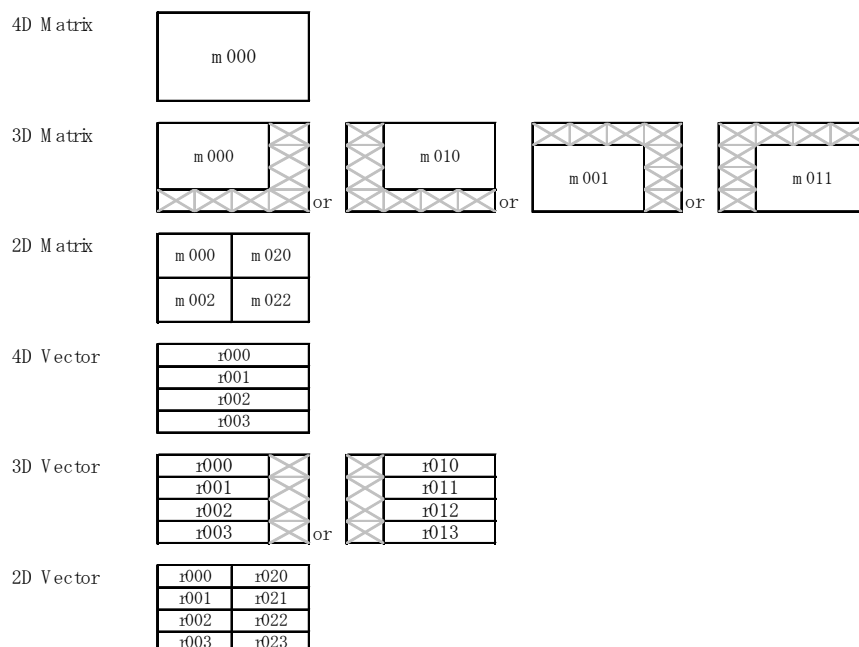 4D Matrix
m000
3D Matrix
m000 or m010 or m001 or m011
2D Matrix
m000 m020
m002 m022
4D Vector
r000
r001
r002
r003
3D Vector
r000 r010
r001 r011
r002 r012
r003 or r013
2D Vector
r000 r020
r001 r021
r002 r022
r003 r023